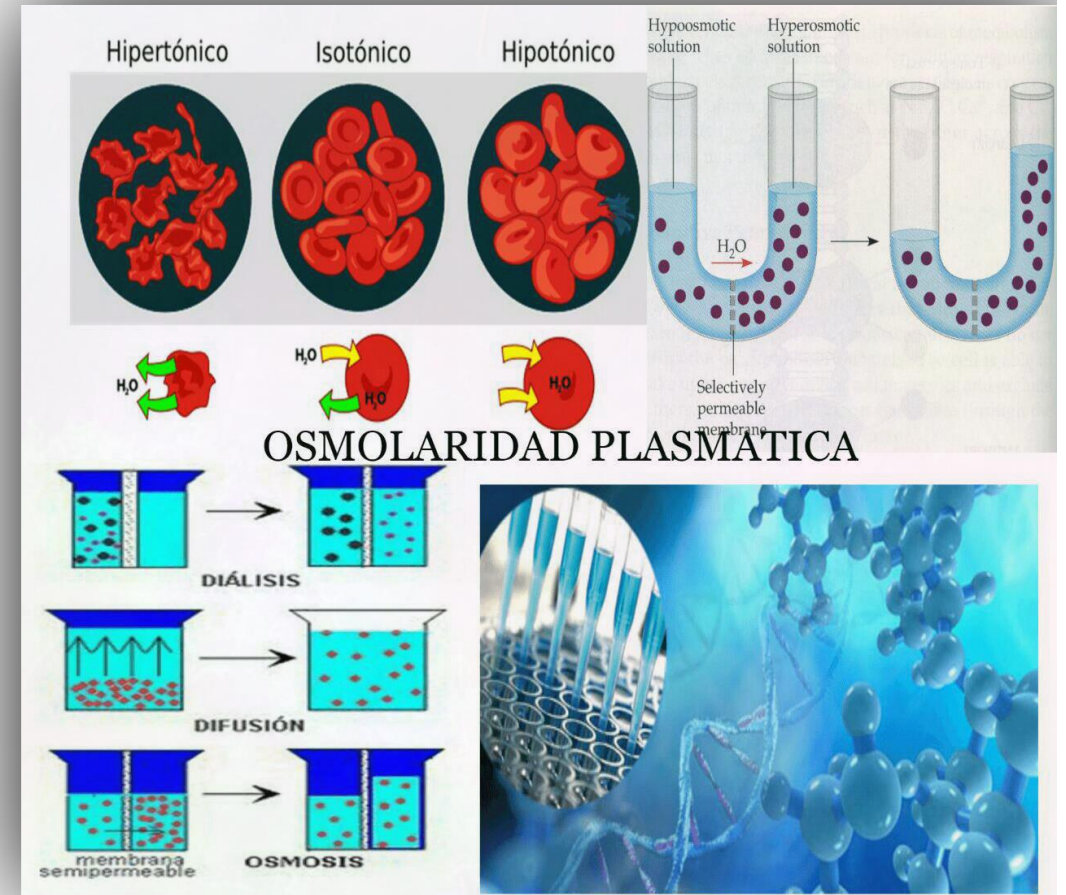 Hipertónico
Isotónico
Hipotónico
Hypoosmotic
solution
Hyperosmotic
solution
H₂O
H₂O
H₂O
H₂O
H₂O
Selectively
permeable
membrane
OSMOLARIDAD PLASMATICA
DIÁLISIS
DIFUSIÓN
membrana
semipermeable
OSMOSIS